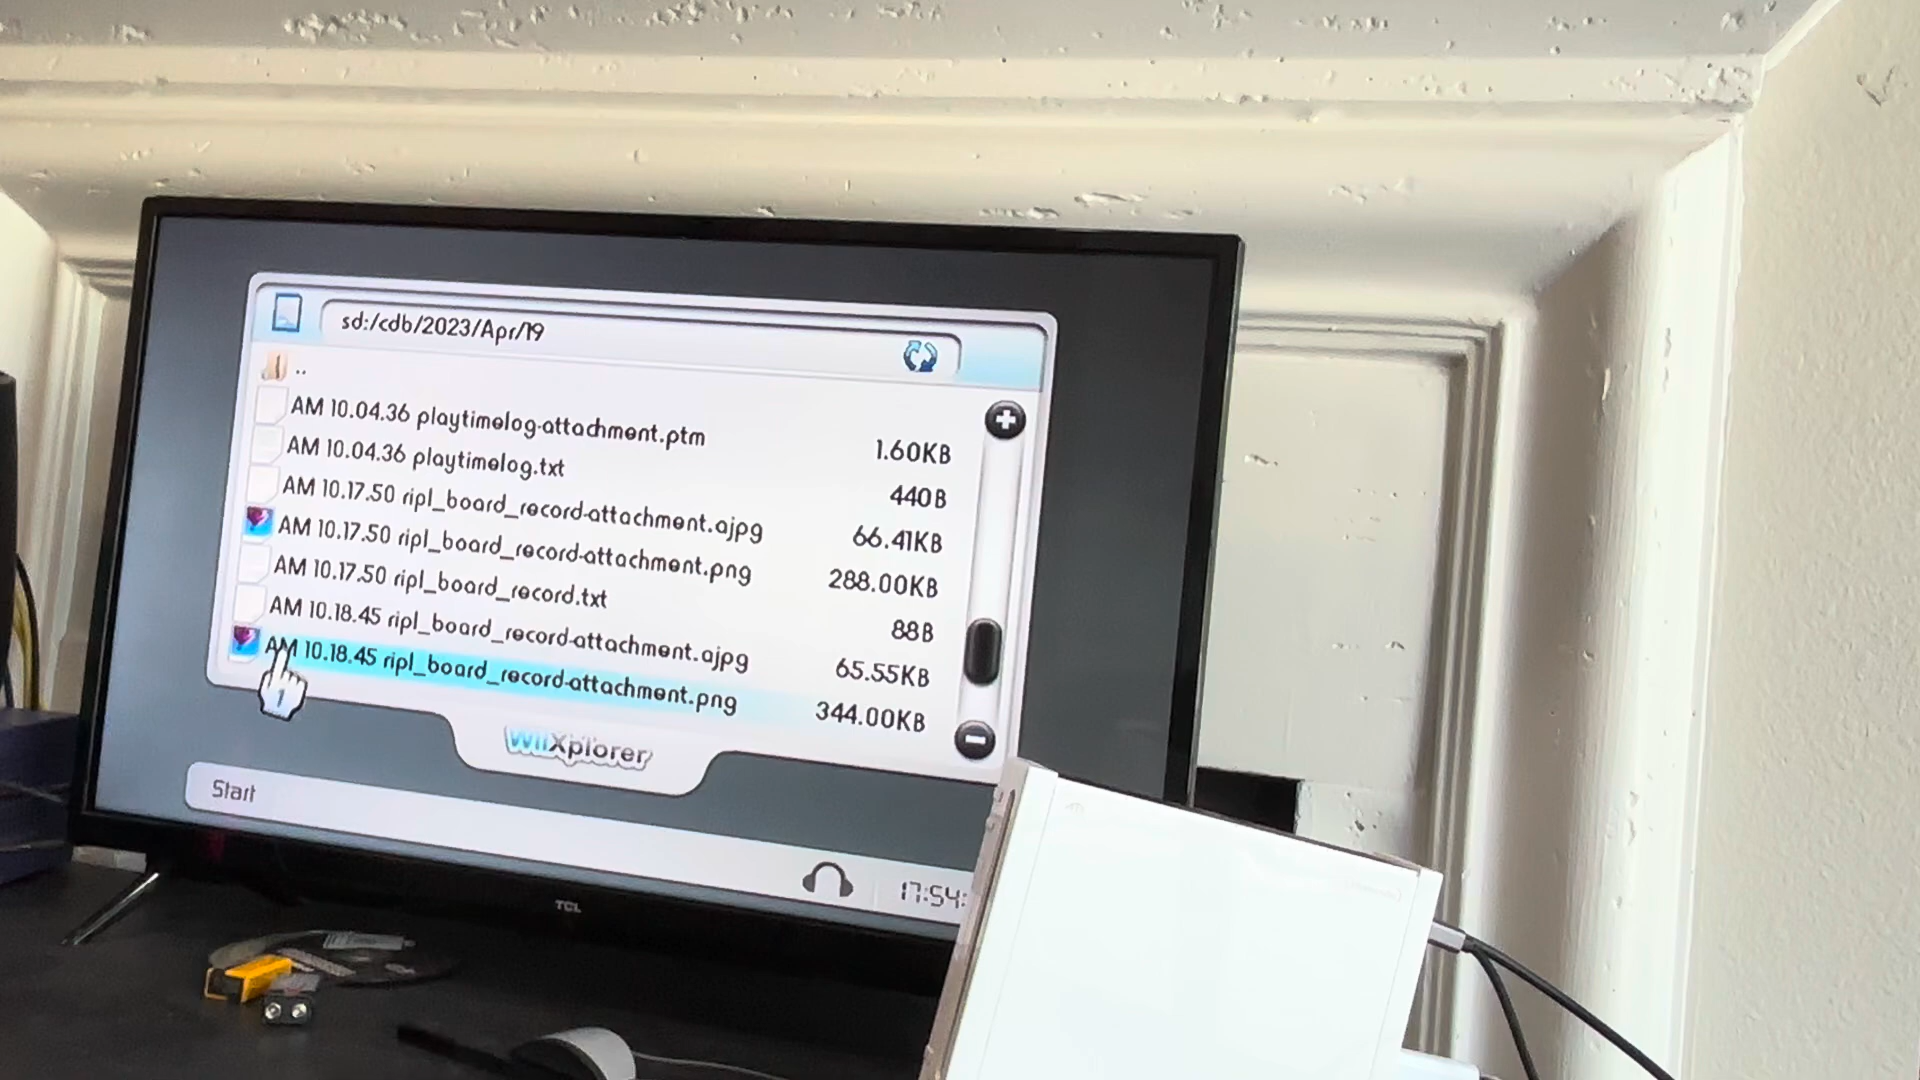 sd:/cdb/2023/Apr/19
..
AM 10.04.36 playtimelog-attachment.ptm 1.60KB
AM 10.04.36 playtimelog.txt 440B
AM 10.17.50 ripl_board_record-attachment.ajpg 66.41KB
AM 10.17.50 ripl_board_record-attachment.png 288.00KB
AM 10.17.50 ripl_board_record.txt 88B
AM 10.18.45 ripl_board_record-attachment.ajpg 65.55KB
AM 10.18.45 ripl_board_record-attachment.png 344.00KB
1
WiiXplorer
Start
17:54:
TCL